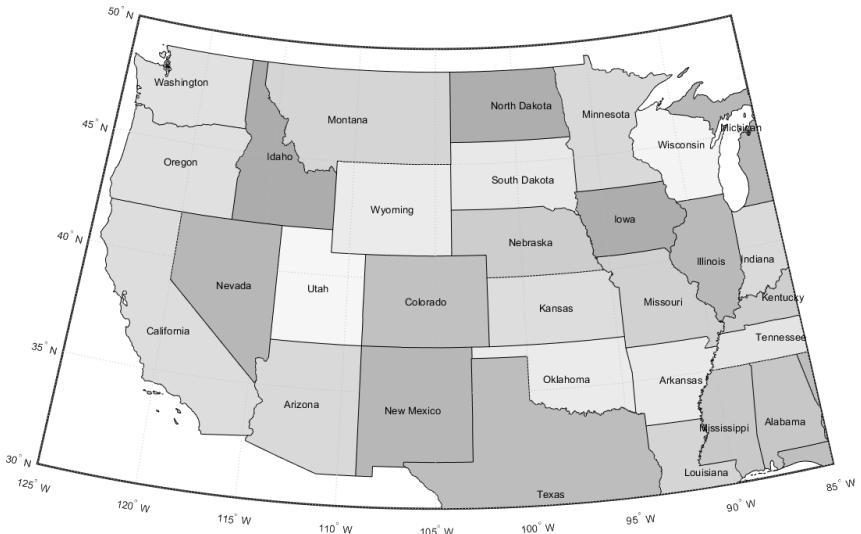 50° N
Washington
Montana
North Dakota
Minnesota
Michigan
45° N
Wisconsin
Oregon
Idaho
South Dakota
Wyoming
Iowa
40° N
Nebraska
Illinois
Indiana
Nevada
Utah
Colorado
Kansas
Missouri
Kentucky
California
Tennessee
35° N
Oklahoma
Arkansas
Arizona
New Mexico
Mississippi
Alabama
30° N
Louisiana
Texas
125° W
120° W
115° W
110° W
105° W
100° W
95° W
90° W
85° W